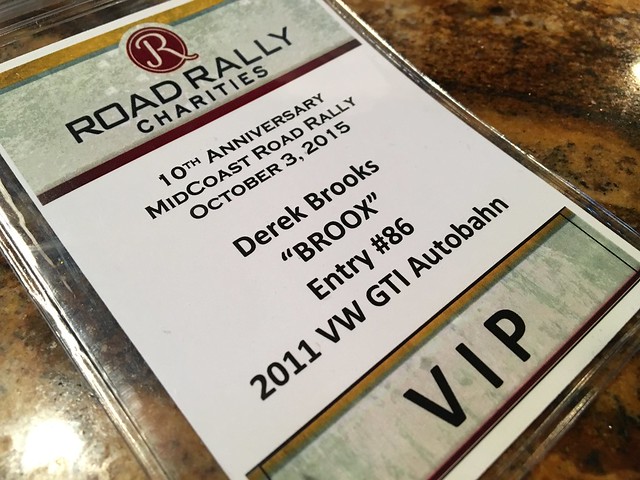 R
ROAD RALLY
CHARITIES
10TH ANNIVERSARY
MIDCOAST ROAD RALLY
OCTOBER 3, 2015
Derek Brooks
“BROOX”
Entry #86
2011 VW GTI Autobahn
VIP